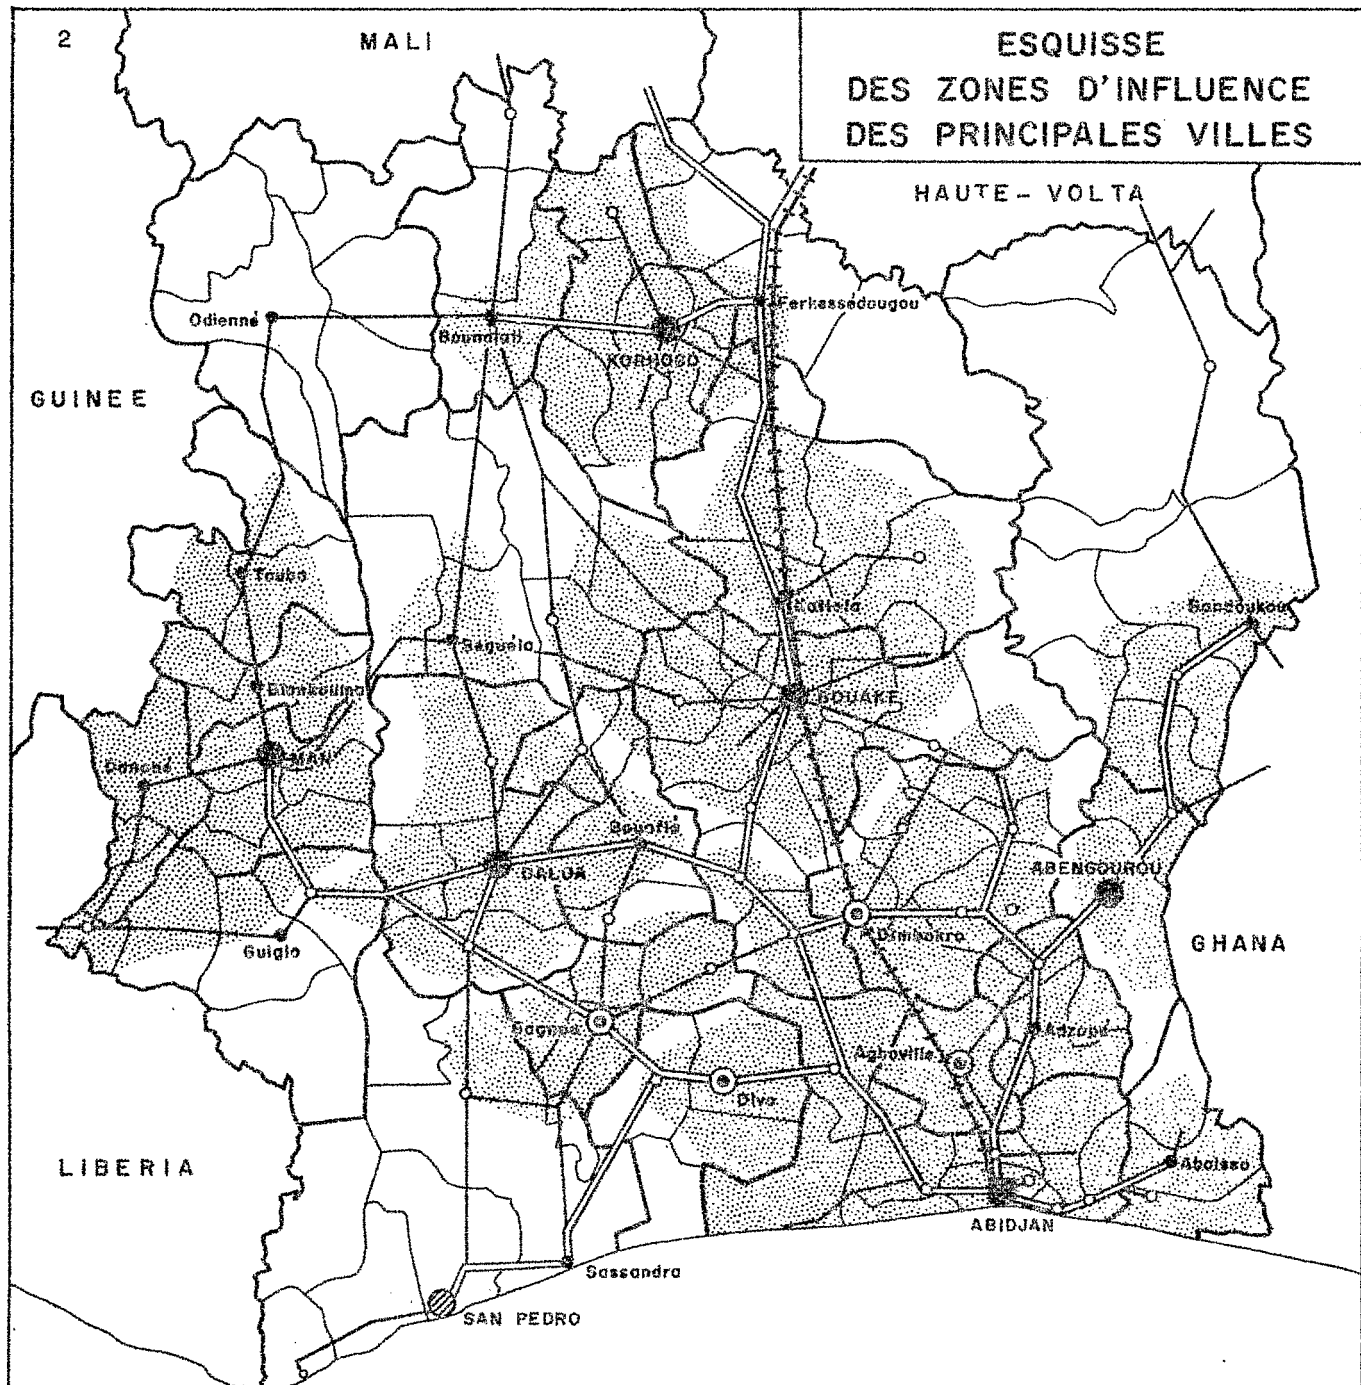 2
MALI
ESQUISSE
DES ZONES D'INFLUENCE
DES PRINCIPALES VILLES
HAUTE - VOLTA
Odienné
Boundiali
Ferkessédougou
KORHOGO
GUINEE
Touba
Katiola
Bondoukou
Séguéla
Biankouma
BOUAKE
MAN
Danané
Bouaflé
DALOA
ABENGOUROU
Guiglo
Dimbokro
GHANA
Gagnoa
Adzopé
Agboville
Divo
LIBERIA
Aboisso
ABIDJAN
Sassandra
SAN PEDRO